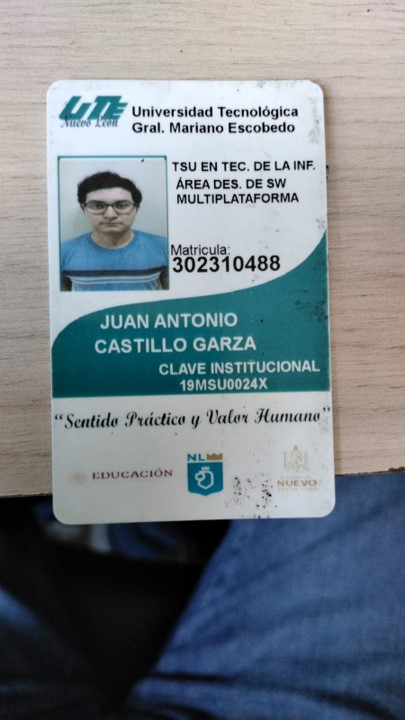 UTE
Nuevo León
Universidad Tecnológica
Gral. Mariano Escobedo
TSU EN TEC. DE LA INF.
ÁREA DES. DE SW
MULTIPLATAFORMA
Matricula:
302310488
JUAN ANTONIO
CASTILLO GARZA
CLAVE INSTITUCIONAL
19MSU0024X
"Sentido Práctico y Valor Humano"
EDUCACIÓN
NL
NUEVO